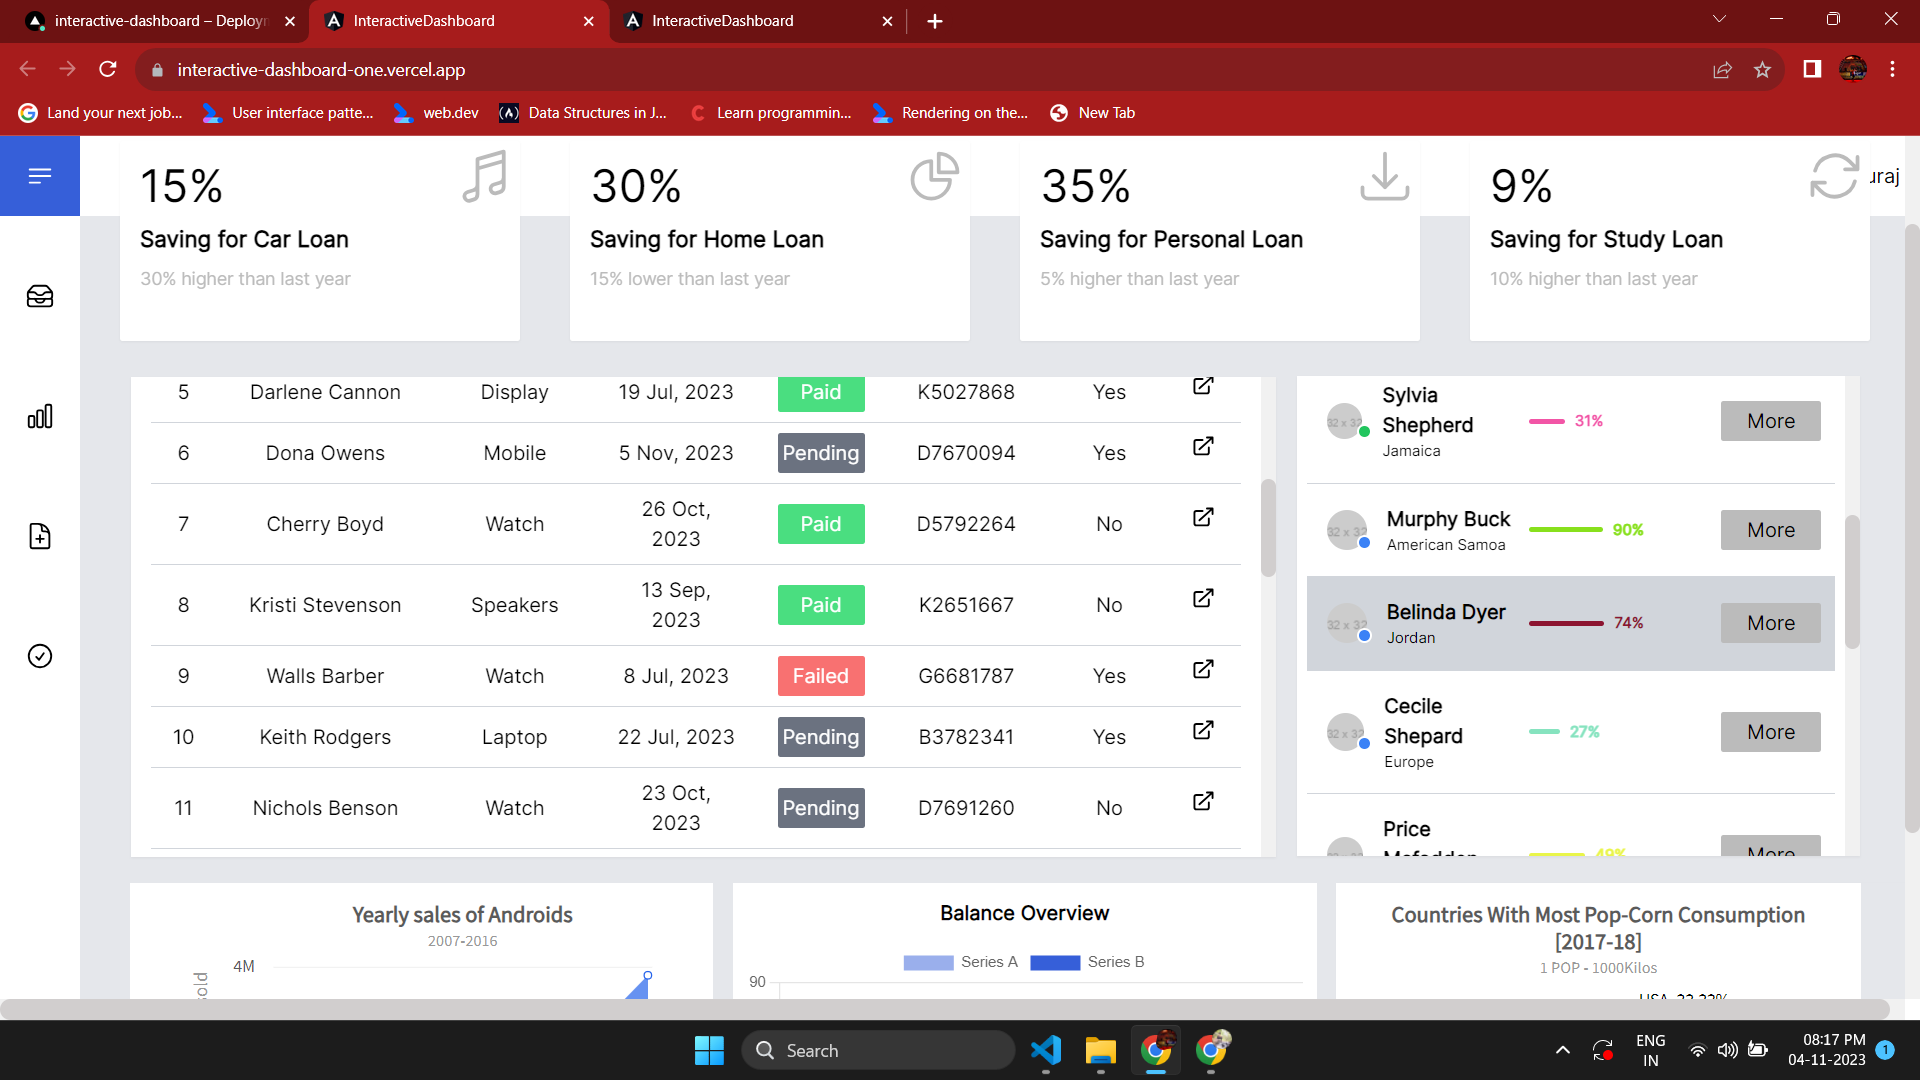 interactive-dashboard – Deploym
InteractiveDashboard
InteractiveDashboard
interactive-dashboard-one.vercel.app
Land your next job...
User interface patte...
web.dev
Data Structures in J...
Learn programmin...
Rendering on the...
New Tab
15%
Saving for Car Loan
30% higher than last year
30%
Saving for Home Loan
15% lower than last year
35%
Saving for Personal Loan
5% higher than last year
9%
Saving for Study Loan
10% higher than last year
uraj
5 Darlene Cannon Display 19 Jul, 2023 Paid K5027868 Yes
6 Dona Owens Mobile 5 Nov, 2023 Pending D7670094 Yes
7 Cherry Boyd Watch 26 Oct, 2023 Paid D5792264 No
8 Kristi Stevenson Speakers 13 Sep, 2023 Paid K2651667 No
9 Walls Barber Watch 8 Jul, 2023 Failed G6681787 Yes
10 Keith Rodgers Laptop 22 Jul, 2023 Pending B3782341 Yes
11 Nichols Benson Watch 23 Oct, 2023 Pending D7691260 No
32 x 32
Sylvia
Shepherd
Jamaica
31%
More
32 x 32
Murphy Buck
American Samoa
90%
More
32 x 32
Belinda Dyer
Jordan
74%
More
32 x 32
Cecile
Shepard
Europe
27%
More
Price
49%
More
Yearly sales of Androids
2007-2016
4M
sold
Balance Overview
Series A
Series B
90
Countries With Most Pop-Corn Consumption
[2017-18]
1 POP - 1000Kilos
Search
ENG
IN
08:17 PM
04-11-2023
1